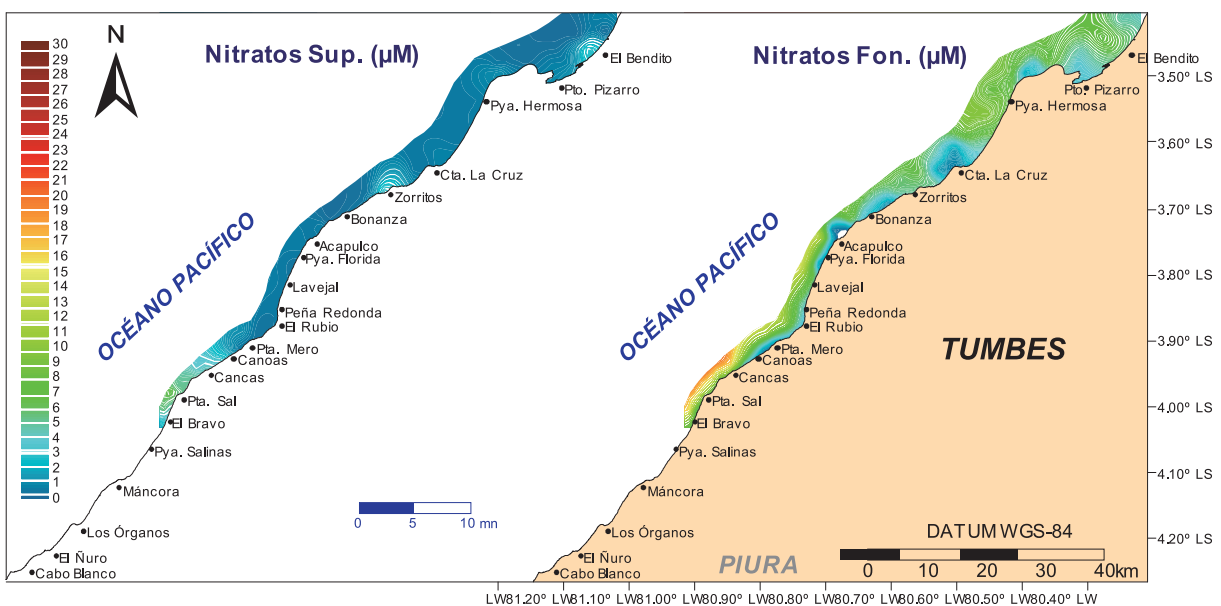 30
29
28
27
26
25
24
23
22
21
20
19
18
17
16
15
14
13
12
11
10
9
8
7
6
5
4
3
2
1
0
N
Nitratos Sup. (µM)
OCÉANO PACÍFICO
El Bendito
Pto. Pizarro
Pya. Hermosa
Cta. La Cruz
Zorritos
Bonanza
Acapulco
Pya. Florida
Lavejal
Peña Redonda
El Rubio
Pta. Mero
Canoas
Cancas
Pta. Sal
El Bravo
Pya. Salinas
Máncora
Los Órganos
El Ñuro
Cabo Blanco
0 5 10 mn
Nitratos Fon. (µM)
OCÉANO PACÍFICO
El Bendito
Pto. Pizarro
Pya. Hermosa
Cta. La Cruz
Zorritos
Bonanza
Acapulco
Pya. Florida
Lavejal
Peña Redonda
El Rubio
Pta. Mero
Canoas
Cancas
Pta. Sal
El Bravo
Pya. Salinas
Máncora
Los Órganos
El Ñuro
Cabo Blanco
TUMBES
PIURA
DATUM WGS-84
0 10 20 30 40km
3.50° LS
3.60° LS
3.70° LS
3.80° LS
3.90° LS
4.00° LS
4.10° LS
4.20° LS
LW81.20° LW81.10° LW81.00° LW80.90° LW80.80° LW80.70° LW80.60° LW80.50° LW80.40° LW